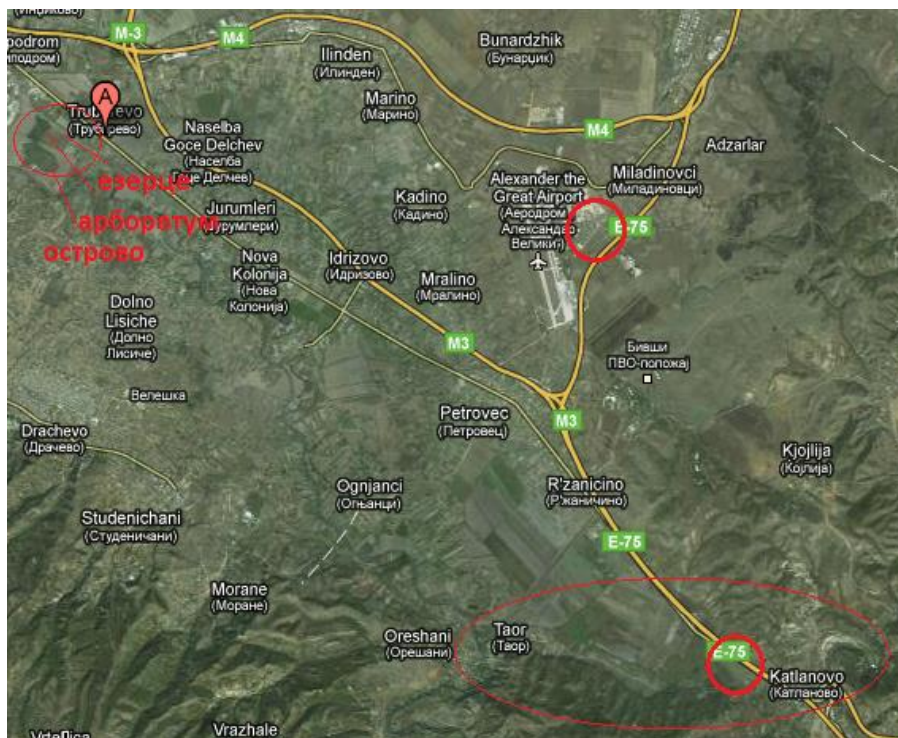 (Инџиково)
M-3
M4
podrom
(иподром)
Ilinden
(Илинден)
Bunardzhik
(Бунарџик)
A
Marino
(Марино)
M4
(Трубарево)
Naselba
Goce Delchev
(Населба
Гоце Делчев)
Adzarlar
Miladinovci
(Миладиновци)
Alexander the
Great Airport
(Аеродром
Александар
Велики)
Kadino
(Кадино)
езерце
арборатум
острово
Jurumleri
(Јурумлери)
E-75
Nova
Kolonija
(Нова
Колонија)
Idrizovo
(Идризово)
Mralino
(Мралино)
Dolno
Lisiche
(Долно
Лисиче)
M3
Бивши
ПВО-положај
Велешка
Petrovec
(Петровец)
M3
Drachevo
(Драчево)
Kjojlija
(Којлија)
Ognjanci
(Огњанци)
R'zanicino
(Р'жаничино)
Studenichani
(Студеничани)
E-75
Morane
(Моране)
Oreshani
(Орешани)
Taor
(Таор)
E-75
Katlanovo
(Катланово)
Vrazhale